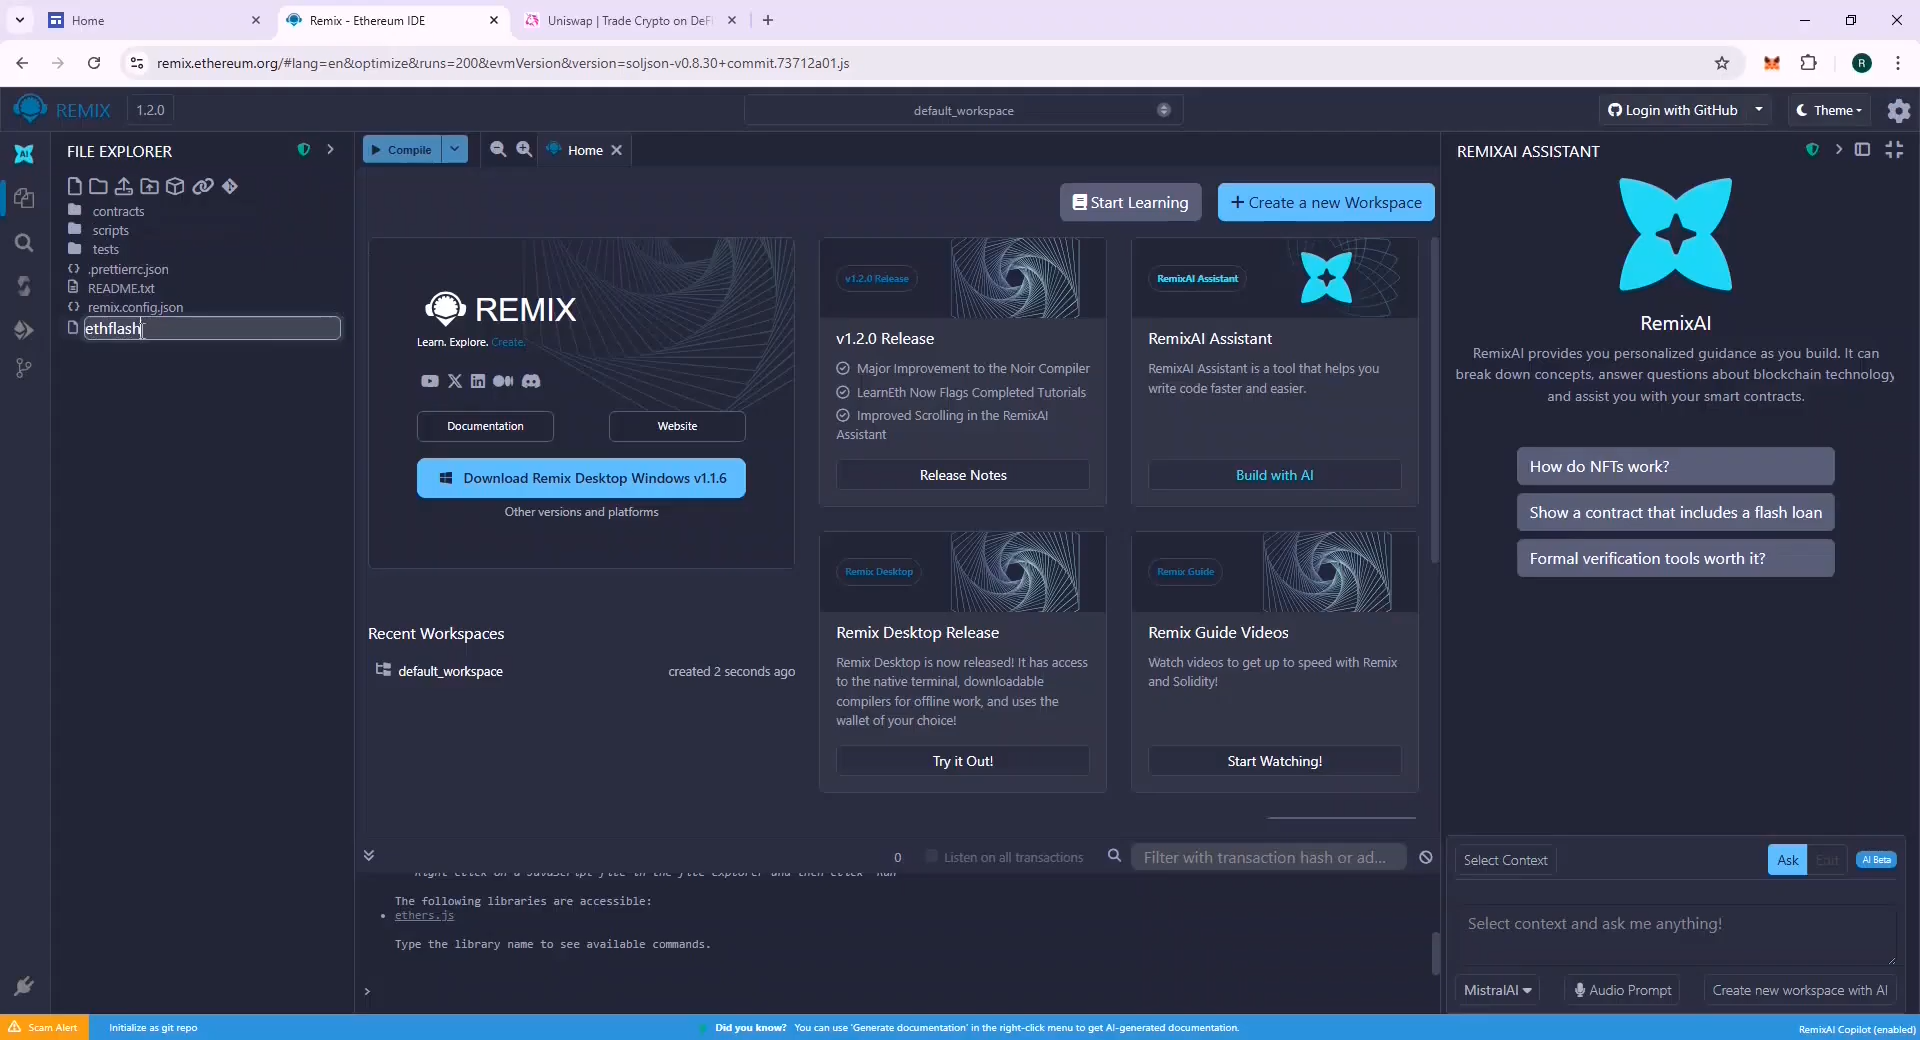 Home
Remix - Ethereum IDE
Uniswap | Trade Crypto on DeFi
remix.ethereum.org/#lang=en&optimize&runs=200&evmVersion&version=soljson-v0.8.30+commit.73712a01.js
R
REMIX
1.2.0
default_workspace
Login with GitHub
Theme
AI
FILE EXPLORER
Compile
Home
REMIXAI ASSISTANT
contracts
scripts
tests
.prettierrc.json
README.txt
remix.config.json
ethflash
Start Learning
+ Create a new Workspace
REMIX
Learn. Explore. Create.
Documentation
Website
Download Remix Desktop Windows v1.1.6
Other versions and platforms
Recent Workspaces
default_workspace
created 2 seconds ago
v1.2.0 Release
v1.2.0 Release
Major Improvement to the Noir Compiler
LearnEth Now Flags Completed Tutorials
Improved Scrolling in the RemixAI
Assistant
Release Notes
RemixAI Assistant
RemixAI Assistant
RemixAI Assistant is a tool that helps you
write code faster and easier.
Build with AI
Remix Desktop
Remix Desktop Release
Remix Desktop is now released! It has access
to the native terminal, downloadable
compilers for offline work, and uses the
wallet of your choice!
Try it Out!
Remix Guide
Remix Guide Videos
Watch videos to get up to speed with Remix
and Solidity!
Start Watching!
RemixAI
RemixAI provides you personalized guidance as you build. It can
break down concepts, answer questions about blockchain technology
and assist you with your smart contracts.
How do NFTs work?
Show a contract that includes a flash loan
Formal verification tools worth it?
0
Listen on all transactions
Filter with transaction hash or ad...
Right click on a JavaScript file in the file explorer and then click 'Run'
The following libraries are accessible:
• ethers.js
Type the library name to see available commands.
>
Select Context
Ask
Edit
AI Beta
Select context and ask me anything!
MistralAI
Audio Prompt
Create new workspace with AI
Scam Alert
Initialize as git repo
Did you know? You can use 'Generate documentation' in the right-click menu to get AI-generated documentation.
RemixAI Copilot (enabled)